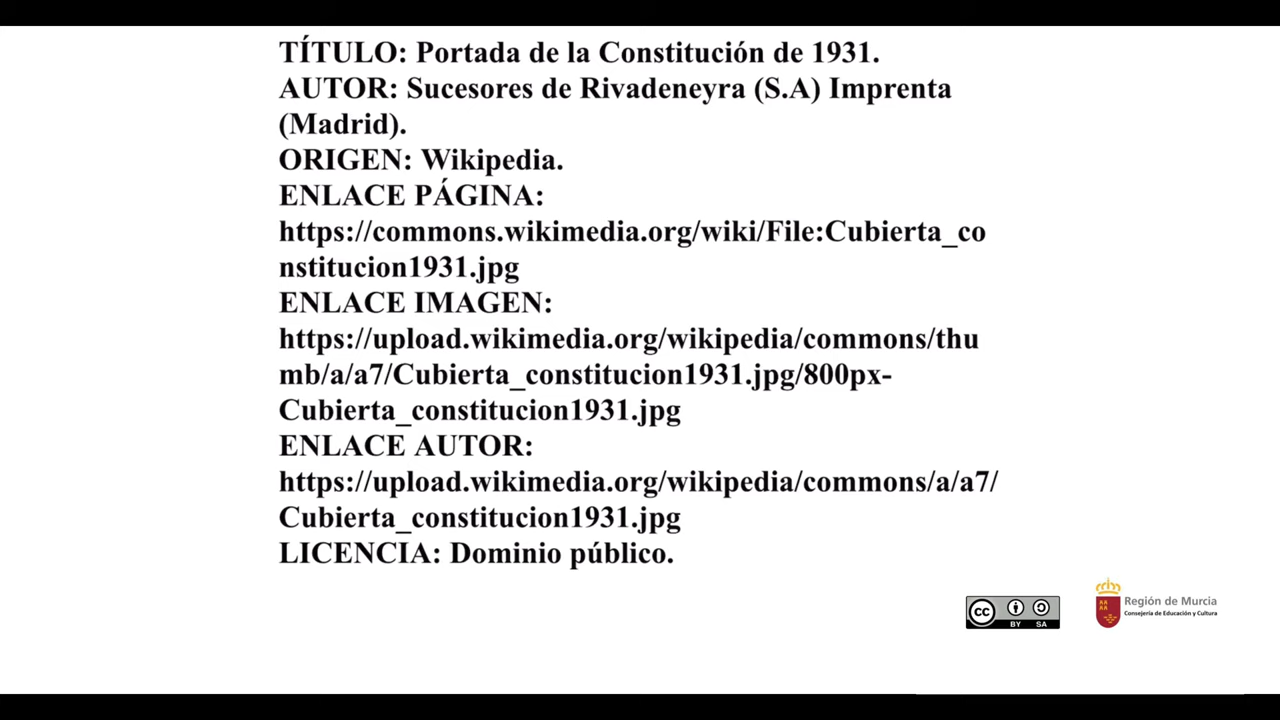 TÍTULO: Portada de la Constitución de 1931.
AUTOR: Sucesores de Rivadeneyra (S.A) Imprenta
(Madrid).
ORIGEN: Wikipedia.
ENLACE PÁGINA:
https://commons.wikimedia.org/wiki/File:Cubierta_co
nstitucion1931.jpg
ENLACE IMAGEN:
https://upload.wikimedia.org/wikipedia/commons/thu
mb/a/a7/Cubierta_constitucion1931.jpg/800px-
Cubierta_constitucion1931.jpg
ENLACE AUTOR:
https://upload.wikimedia.org/wikipedia/commons/a/a7/
Cubierta_constitucion1931.jpg
LICENCIA: Dominio público.
cc BY SA
Región de Murcia
Consejería de Educación y Cultura